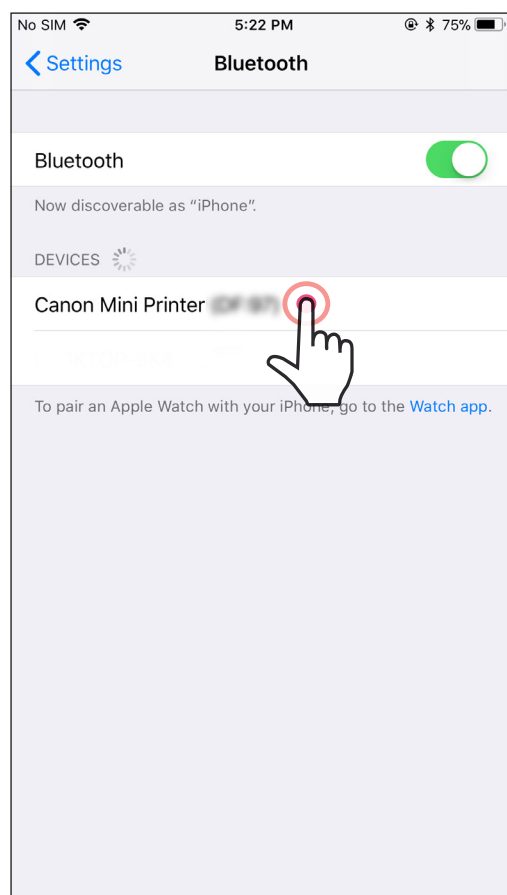 No SIM 5:22 PM 75%
Settings Bluetooth
Bluetooth
Now discoverable as “iPhone”.
DEVICES
Canon Mini Printer
To pair an Apple Watch with your iPhone, go to the Watch app.